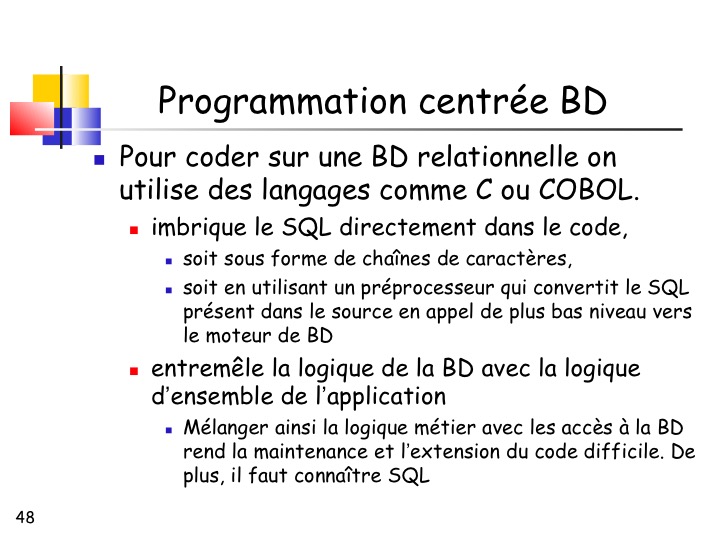 Programmation centrée BD
Pour coder sur une BD relationnelle on
utilise des langages comme C ou COBOL.
imbrique le SQL directement dans le code,
soit sous forme de chaînes de caractères,
soit en utilisant un préprocesseur qui convertit le SQL
présent dans le source en appel de plus bas niveau vers
le moteur de BD
entremêle la logique de la BD avec la logique
d’ensemble de l’application
Mélanger ainsi la logique métier avec les accès à la BD
rend la maintenance et l’extension du code difficile. De
plus, il faut connaître SQL
48